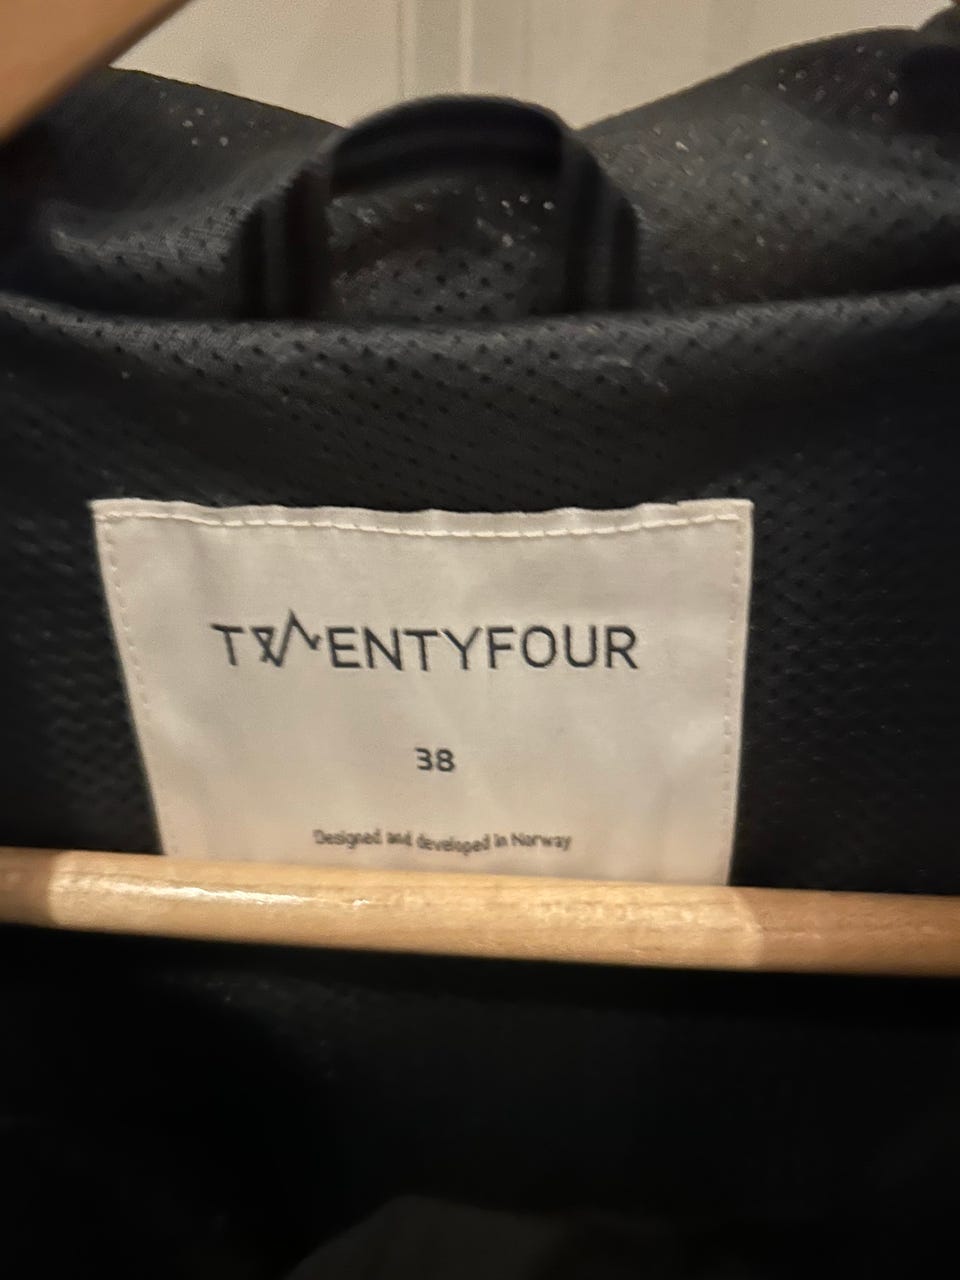 TWENTYFOUR
38
Designed and developed in Norway